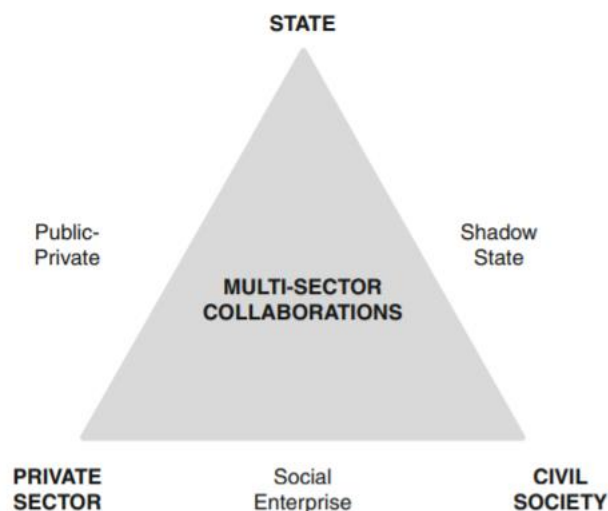 STATE
Public-
Private
Shadow
State
MULTI-SECTOR
COLLABORATIONS
PRIVATE
SECTOR
Social
Enterprise
CIVIL
SOCIETY